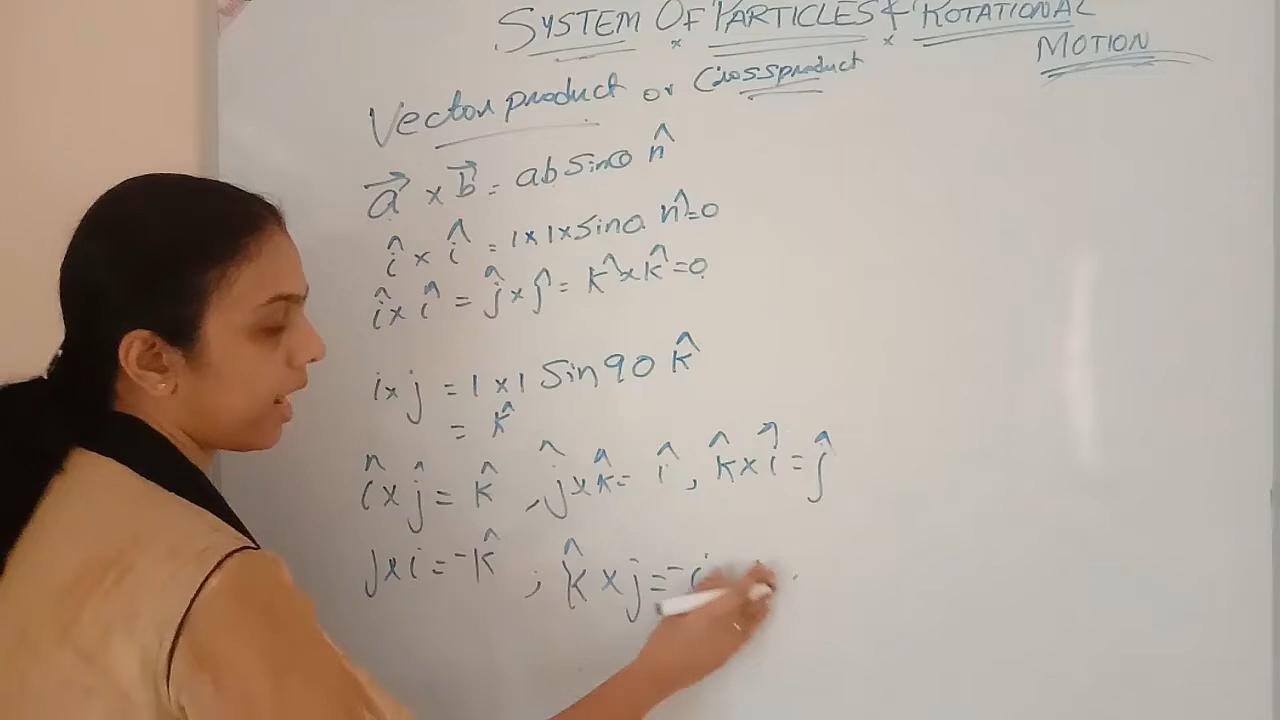 SYSTEM OF PARTICLES & ROTATIONAL
MOTION
Vector product or Crossproduct
a⃗ × b⃗ = ab sinθ n̂
î × î = 1×1×sin0 n̂=0
î × î = ĵ × ĵ = k̂ × k̂ = 0
i×j = 1×1 Sin90 k̂
= k̂
î × ĵ = k̂ , ĵ × k̂ = î , k̂ × î = ĵ
j×i = -k̂ ; k̂ × j = -i